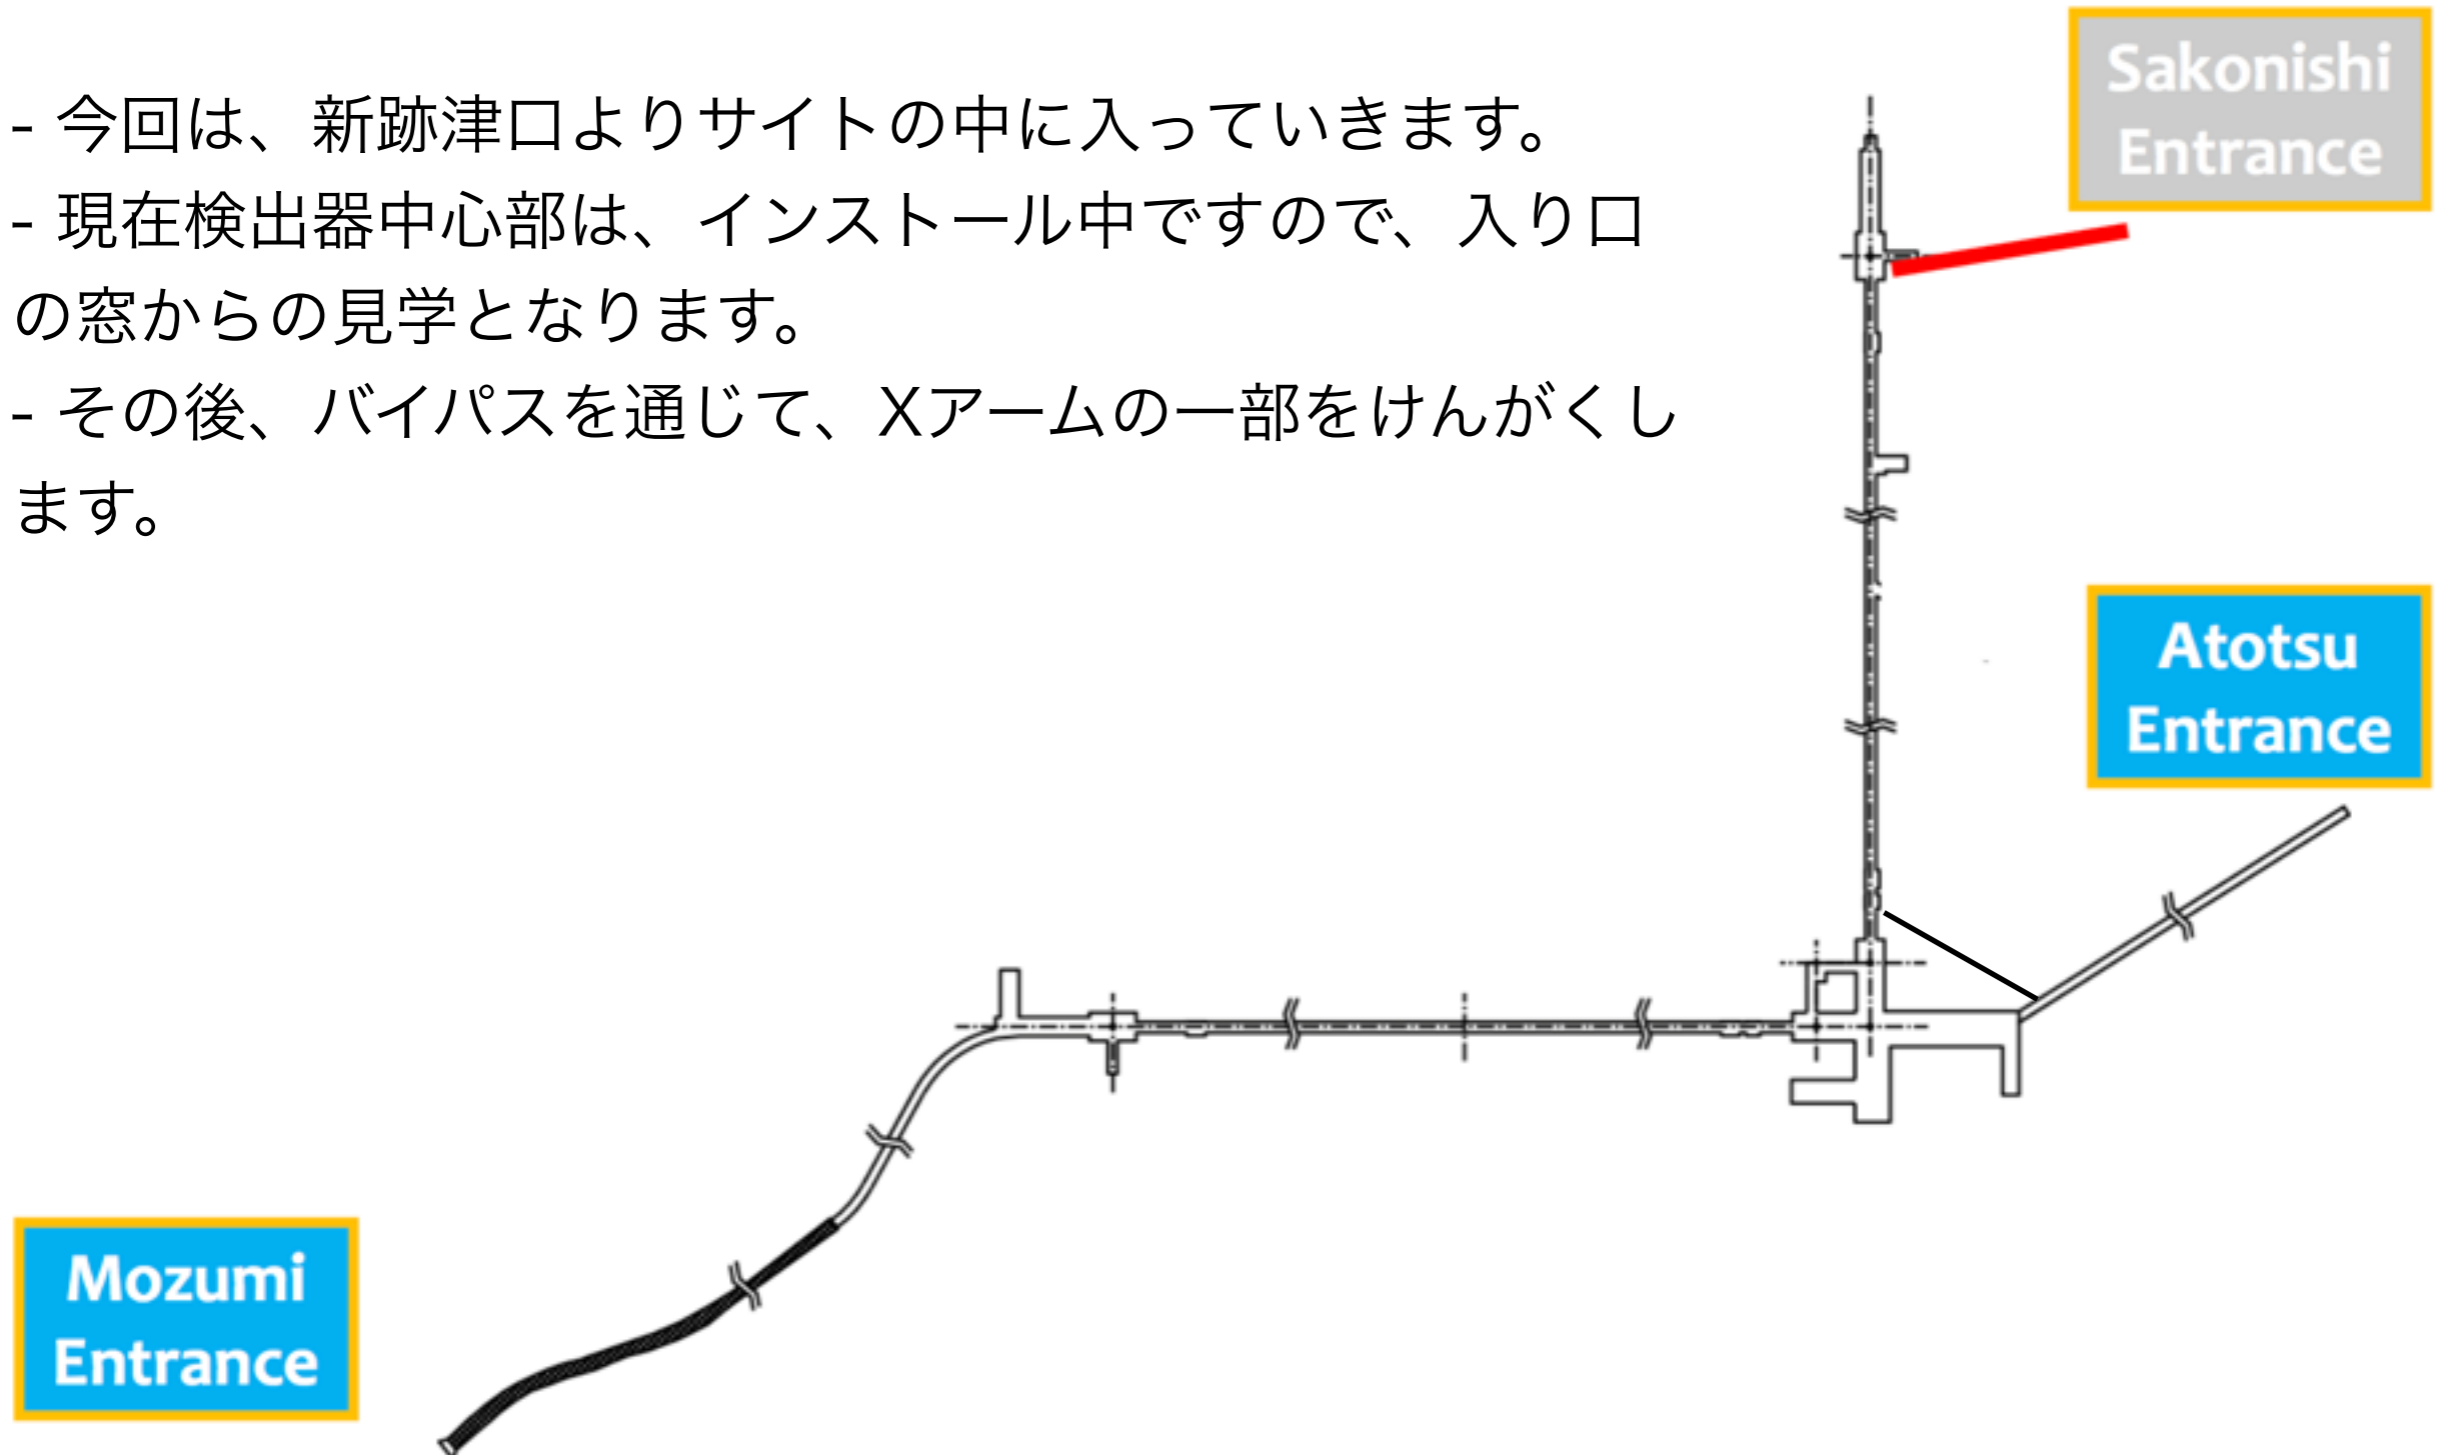 - 今回は、新跡津口よりサイトの中に入っていきます。
- 現在検出器中心部は、インストール中ですので、入り口
の窓からの見学となります。
- その後、バイパスを通じて、Xアームの一部をけんがくし
ます。
Sakonishi
Entrance
Atotsu
Entrance
Mozumi
Entrance